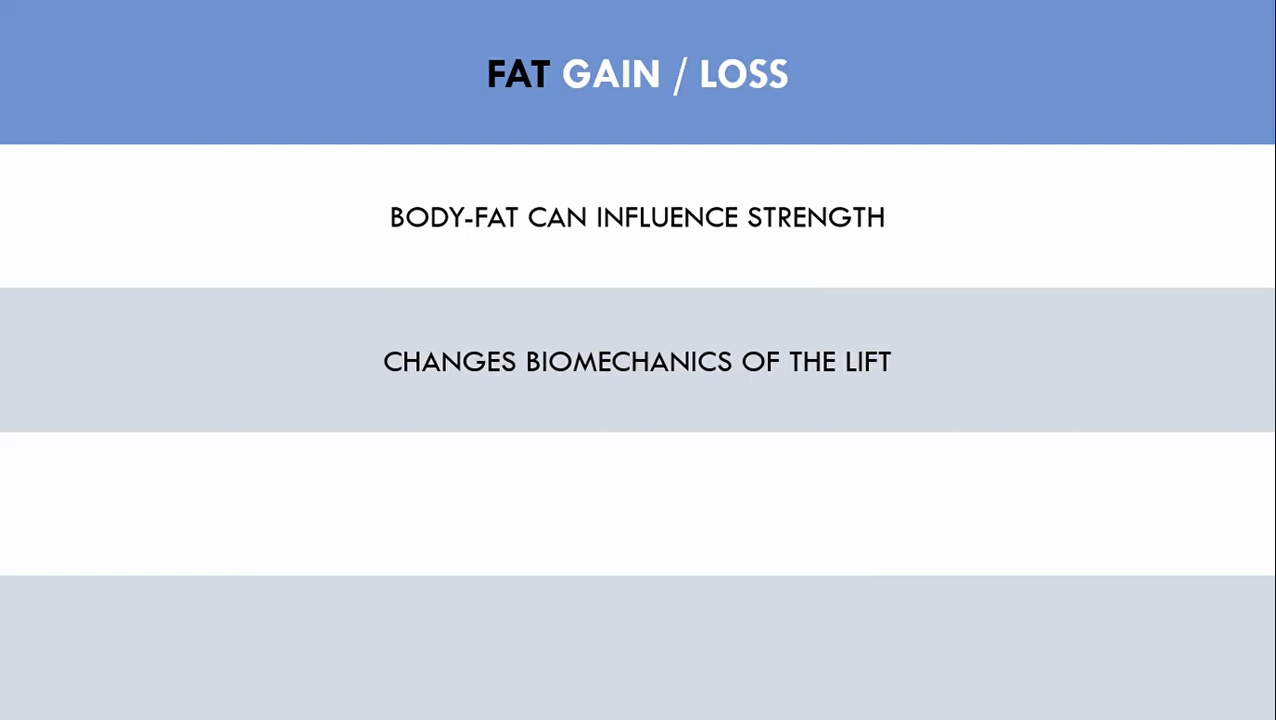 FAT GAIN / LOSS
BODY-FAT CAN INFLUENCE STRENGTH
CHANGES BIOMECHANICS OF THE LIFT